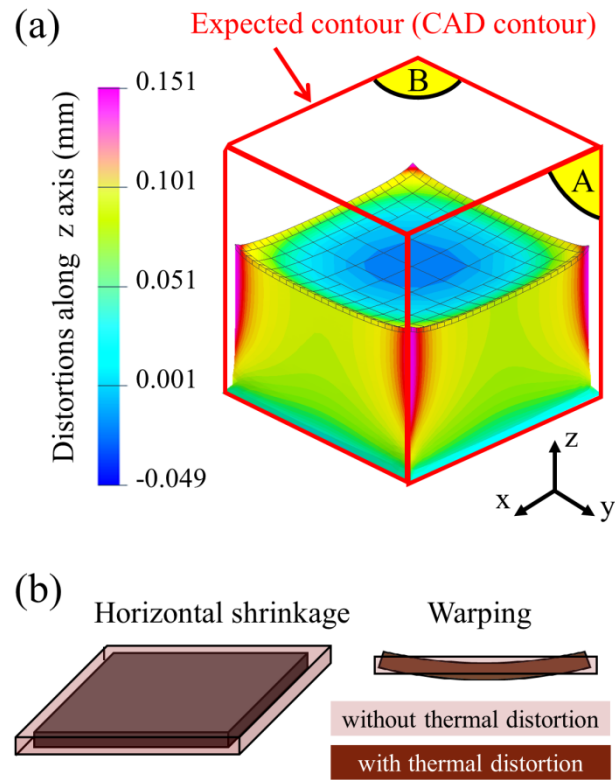 (a)
Expected contour (CAD contour)
Distortions along z axis (mm)
0.151
0.101
0.051
0.001
-0.049
B
A
z
x
y
(b)
Horizontal shrinkage
Warping
without thermal distortion
with thermal distortion